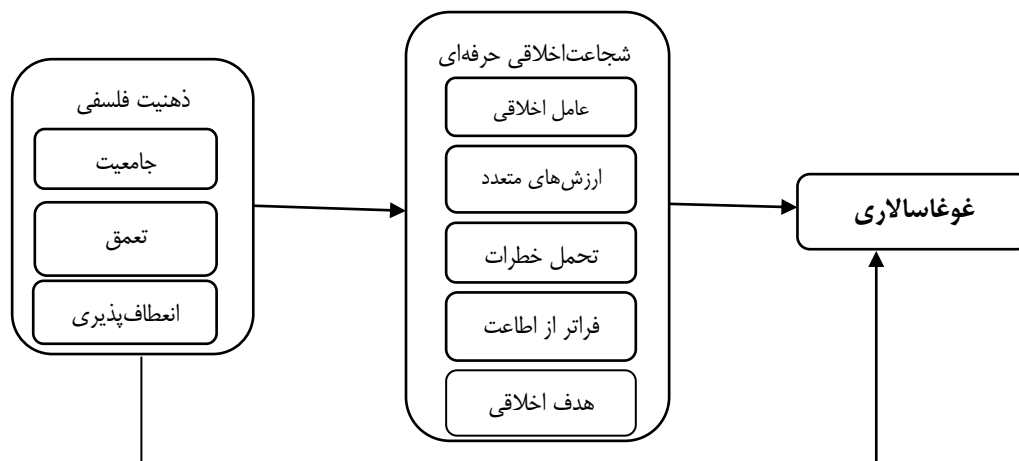 ذهنیت فلسفی
جامعیت
تعمق
انعطاف‌پذیری
شجاعت‌اخلاقی حرفه‌ای
عامل اخلاقی
ارزش‌های متعدد
تحمل خطرات
فراتر از اطاعت
هدف اخلاقی
غوغاسالاری